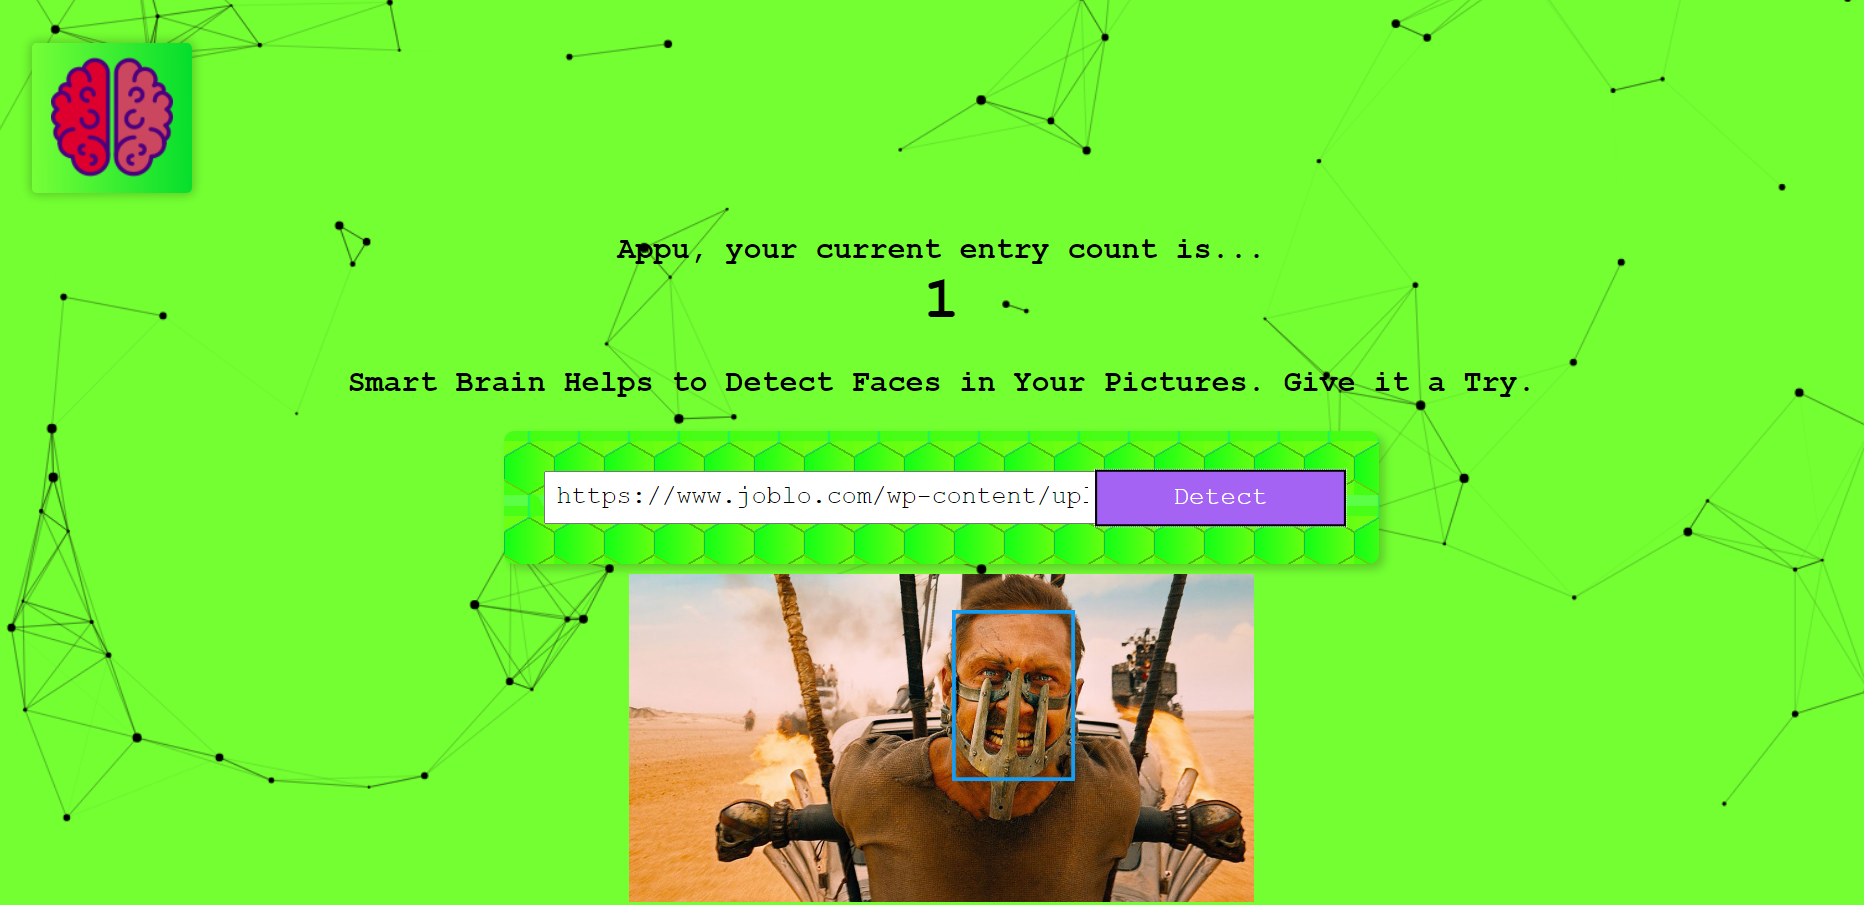 Appu, your current entry count is...
1
Smart Brain Helps to Detect Faces in Your Pictures. Give it a Try.
https://www.joblo.com/wp-content/upl
Detect